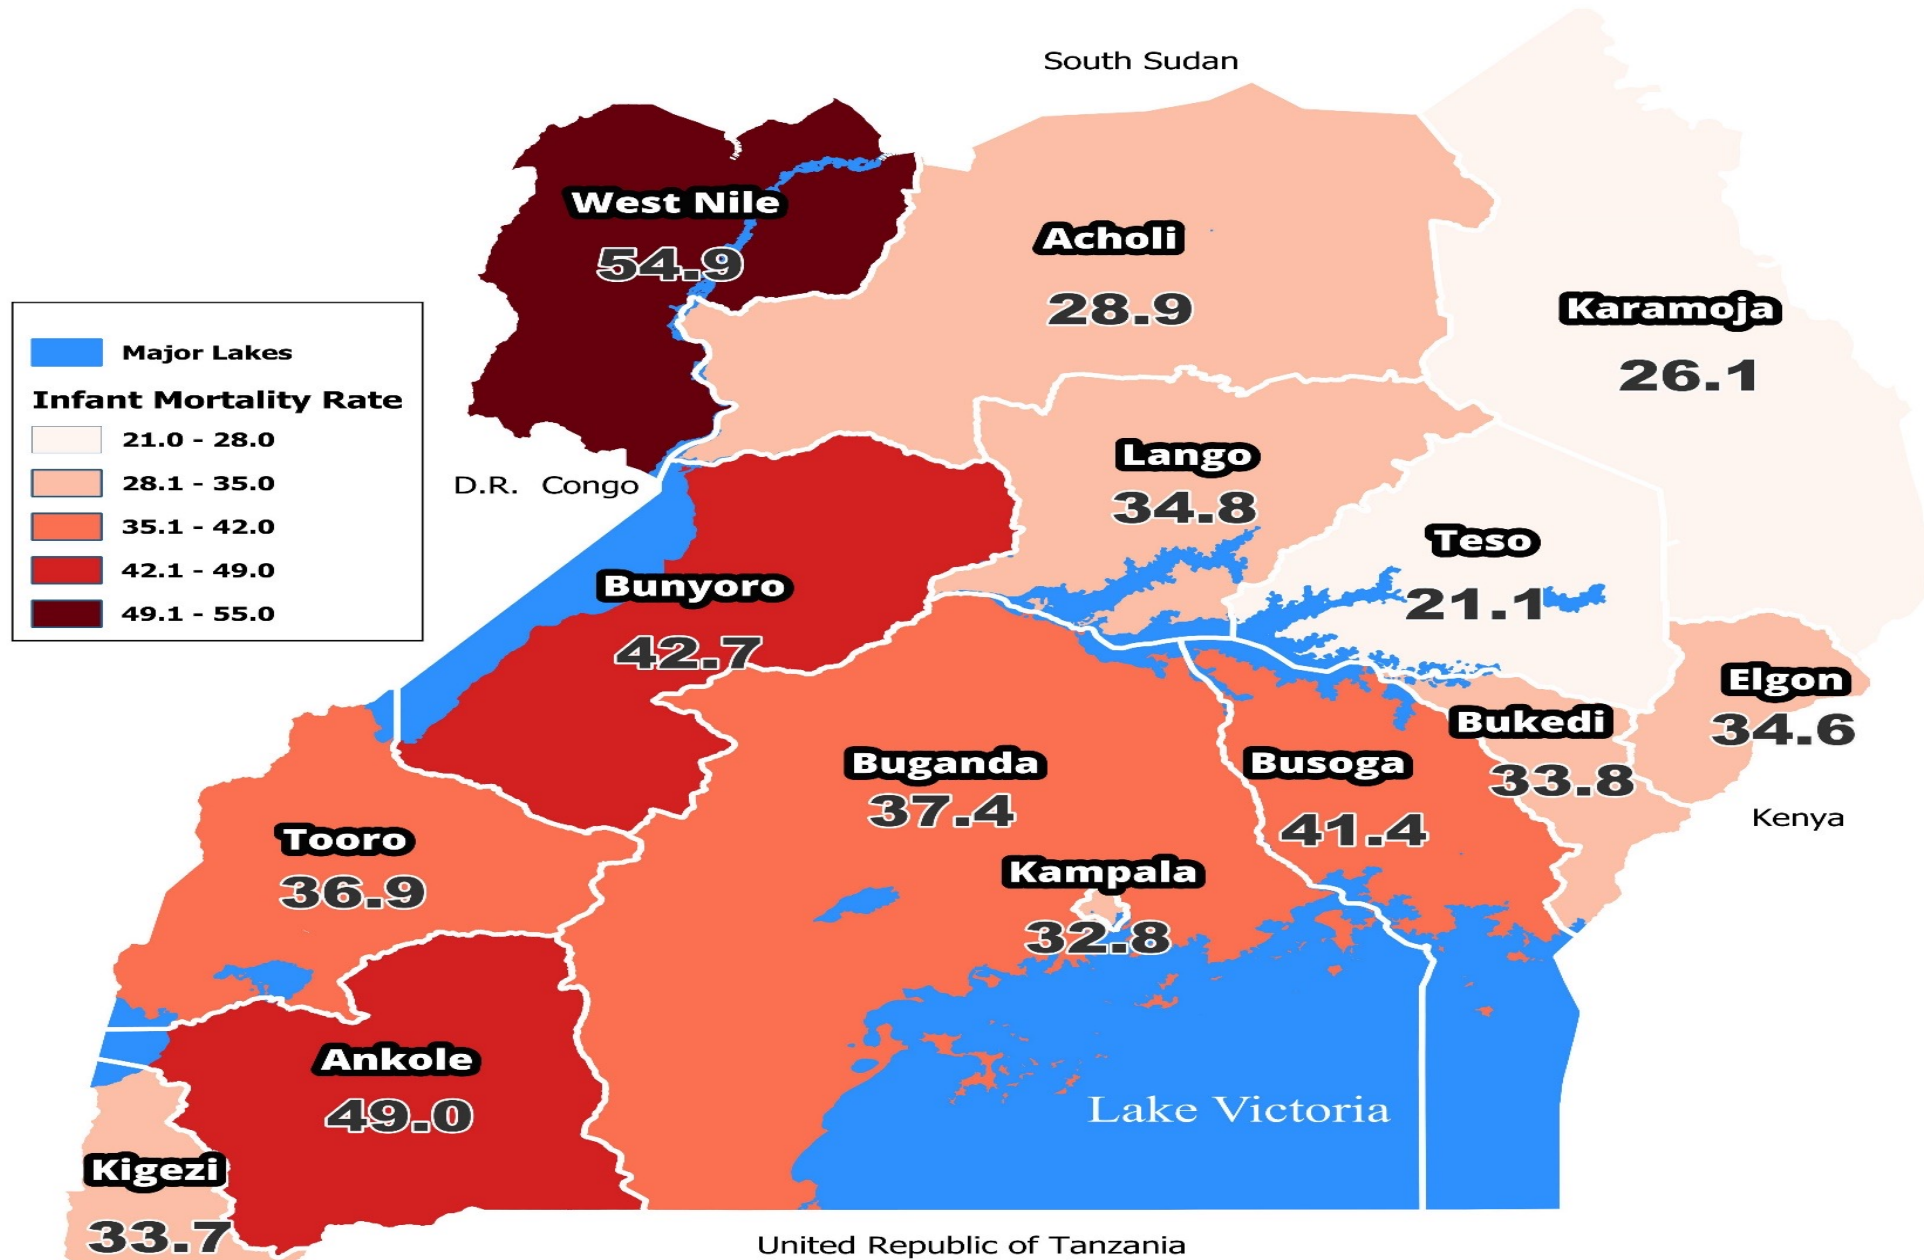 South Sudan
West Nile
54.9
Acholi
28.9
Karamoja
26.1
Major Lakes
Infant Mortality Rate
21.0 - 28.0
28.1 - 35.0
35.1 - 42.0
42.1 - 49.0
49.1 - 55.0
D.R. Congo
Lango
34.8
Teso
21.1
Bunyoro
42.7
Elgon
34.6
Bukedi
33.8
Buganda
37.4
Busoga
41.4
Kenya
Tooro
36.9
Kampala
32.8
Ankole
49.0
Lake Victoria
Kigezi
33.7
United Republic of Tanzania